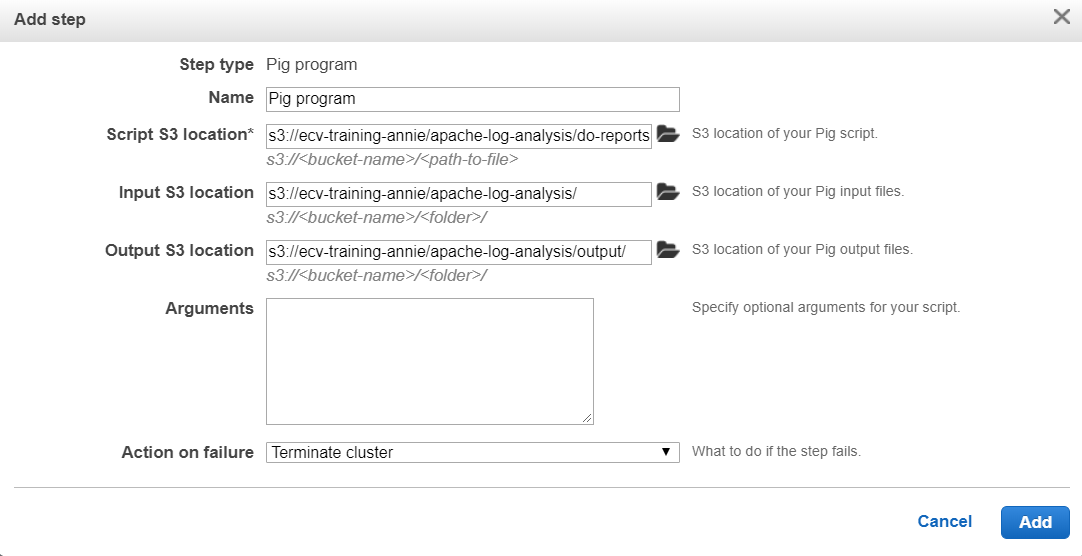 Add step
Step type Pig program
Name Pig program
Script S3 location* s3://ecv-training-annie/apache-log-analysis/do-reports S3 location of your Pig script.
s3://<bucket-name>/<path-to-file>
Input S3 location s3://ecv-training-annie/apache-log-analysis/ S3 location of your Pig input files.
s3://<bucket-name>/<folder>/
Output S3 location s3://ecv-training-annie/apache-log-analysis/output/ S3 location of your Pig output files.
s3://<bucket-name>/<folder>/
Arguments Specify optional arguments for your script.
Action on failure Terminate cluster What to do if the step fails.
Cancel Add